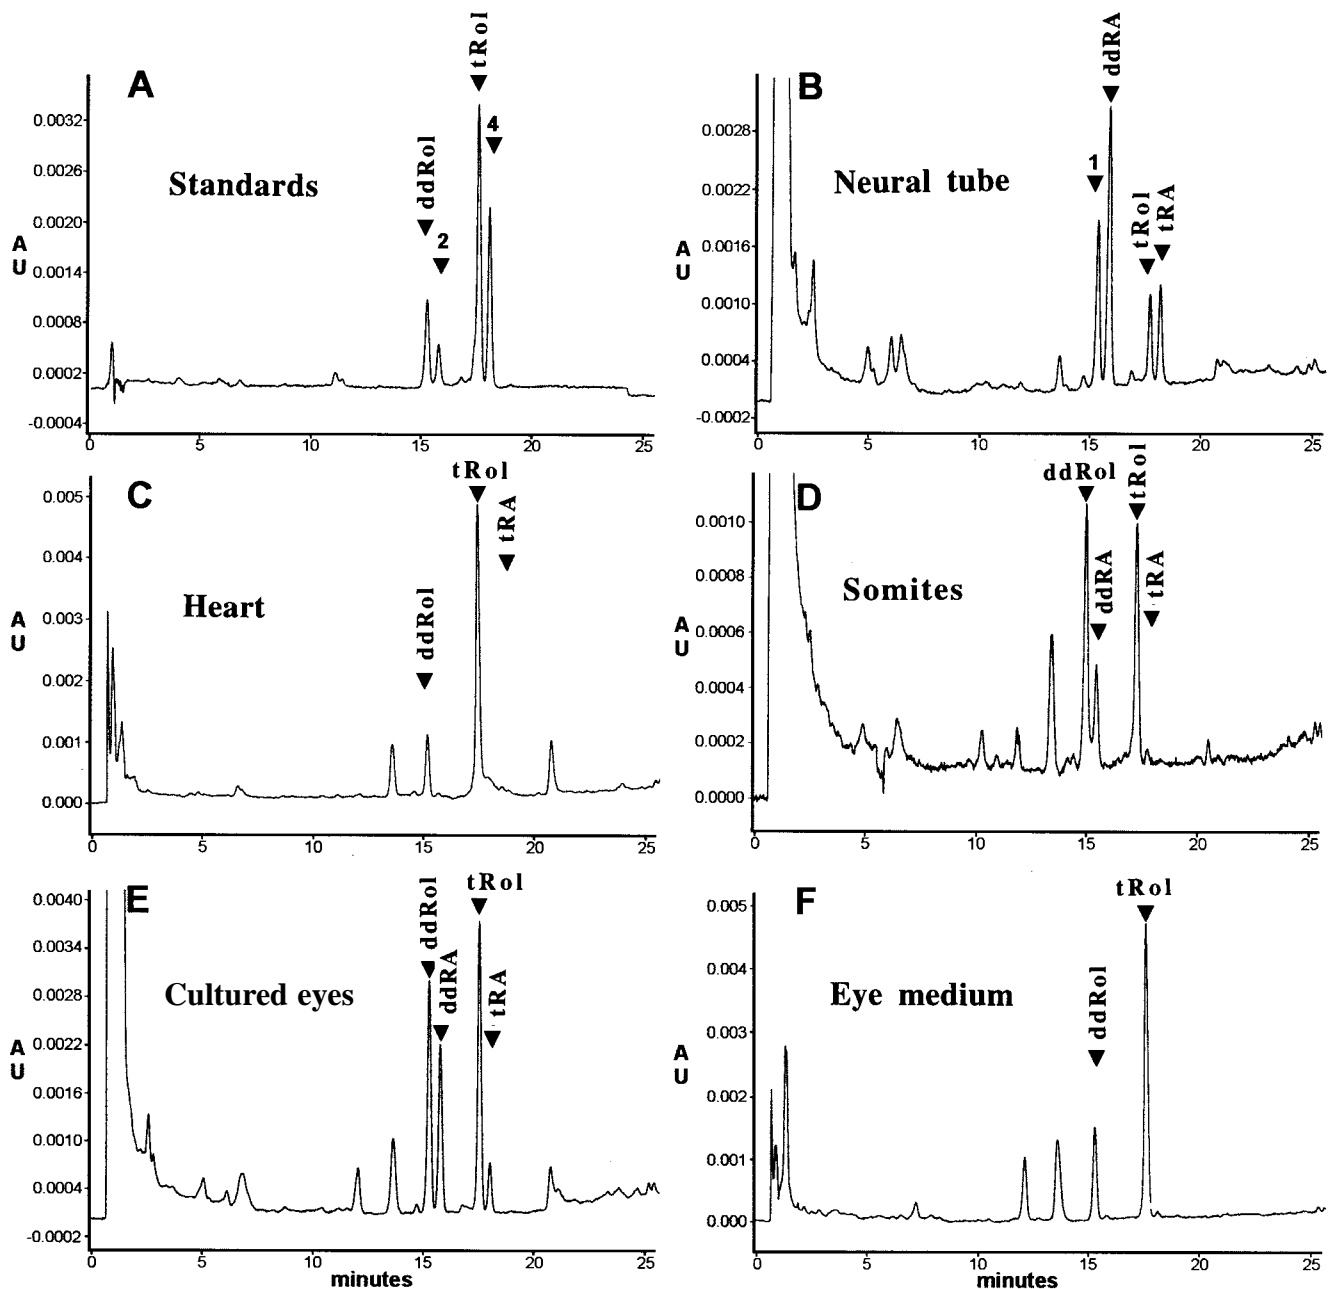 A
Standards
ddRol
2
tRol
4
A
U
0.0032
0.0026
0.0020
0.0014
0.0008
0.0002
-0.0004
0
5
10
15
20
25
B
Neural tube
1
ddRA
tRol
tRA
A
U
0.0028
0.0022
0.0016
0.0010
0.0004
-0.0002
0
5
10
15
20
25
C
Heart
ddRol
tRol
tRA
A
U
0.005
0.004
0.003
0.002
0.001
0.000
0
5
10
15
20
25
D
Somites
ddRol
ddRA
tRol
tRA
A
U
0.0010
0.0008
0.0006
0.0004
0.0002
0.0000
0
5
10
15
20
25
E
Cultured eyes
ddRol
ddRA
tRol
tRA
A
U
0.0040
0.0034
0.0028
0.0022
0.0016
0.0010
0.0004
-0.0002
0
5
10
15
20
25
minutes
F
Eye medium
ddRol
tRol
A
U
0.005
0.004
0.003
0.002
0.001
0.000
0
5
10
15
20
25
minutes